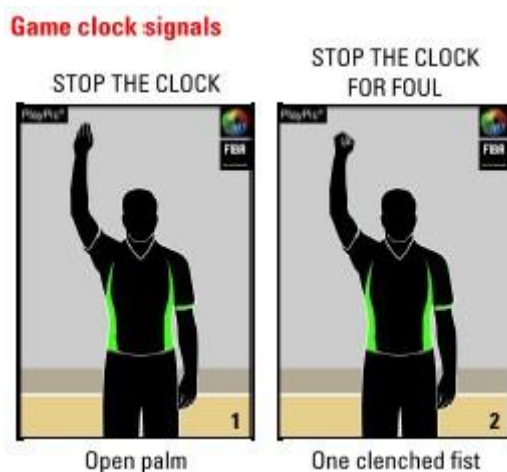 Game clock signals
STOP THE CLOCK
PlayPic®
FIBA
1
Open palm
STOP THE CLOCK
FOR FOUL
PlayPic®
FIBA
2
One clenched fist